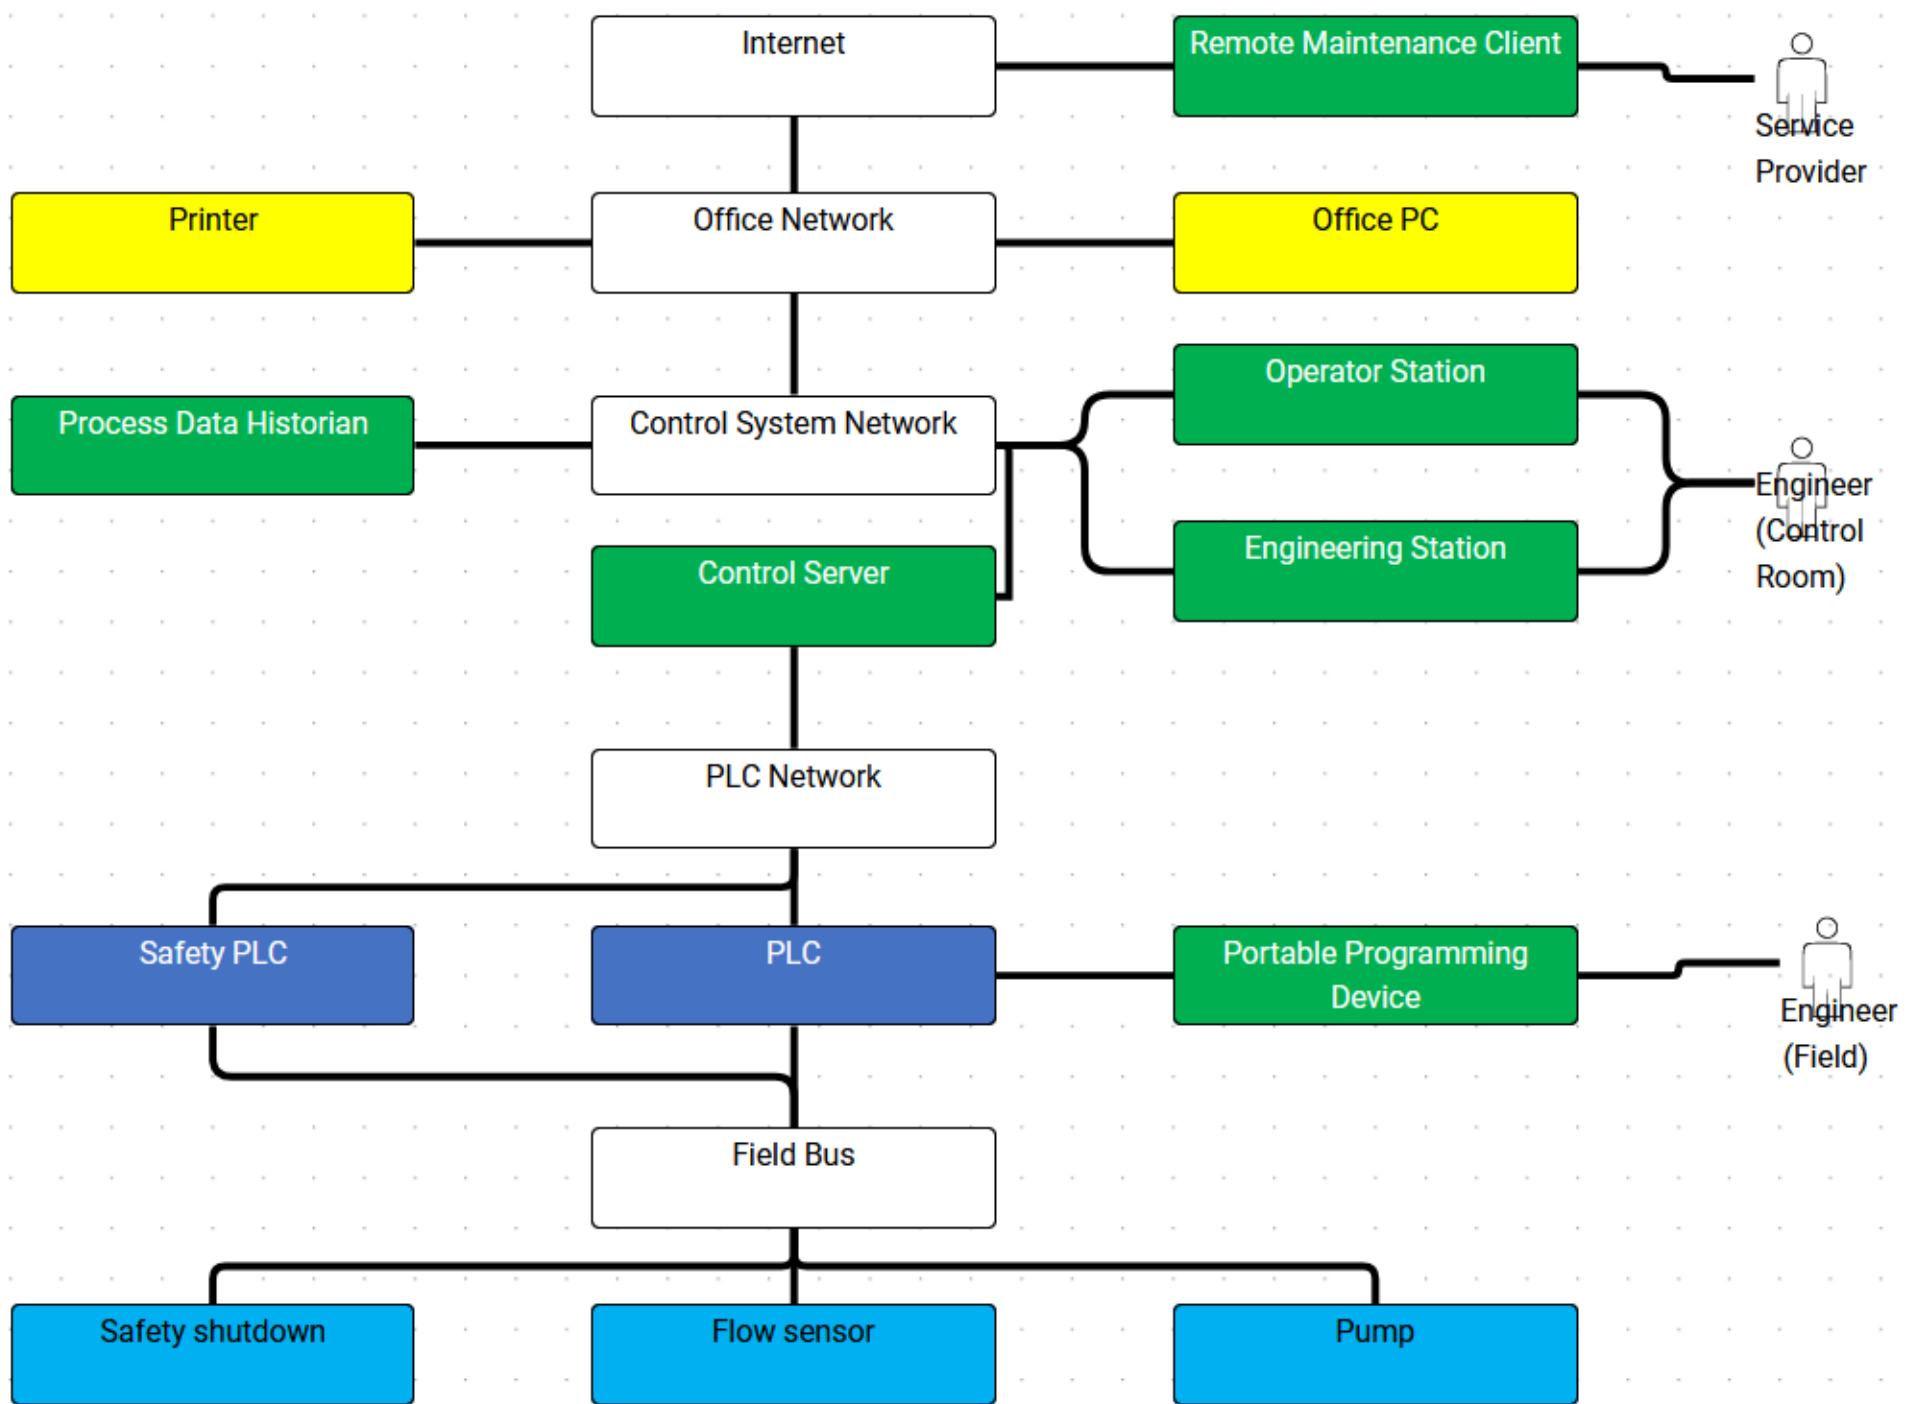 Internet
Remote Maintenance Client
Service
Provider
Printer
Office Network
Office PC
Operator Station
Process Data Historian
Control System Network
Engineer
(Control
Room)
Engineering Station
Control Server
PLC Network
Safety PLC
PLC
Portable Programming
Device
Engineer
(Field)
Field Bus
Safety shutdown
Flow sensor
Pump